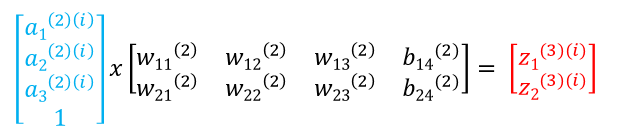 [a₁⁽²⁾⁽ⁱ⁾
a₂⁽²⁾⁽ⁱ⁾
a₃⁽²⁾⁽ⁱ⁾
1] x [w₁₁⁽²⁾ w₁₂⁽²⁾ w₁₃⁽²⁾ b₁₄⁽²⁾
w₂₁⁽²⁾ w₂₂⁽²⁾ w₂₃⁽²⁾ b₂₄⁽²⁾] = [z₁⁽³⁾⁽ⁱ⁾
z₂⁽³⁾⁽ⁱ⁾]